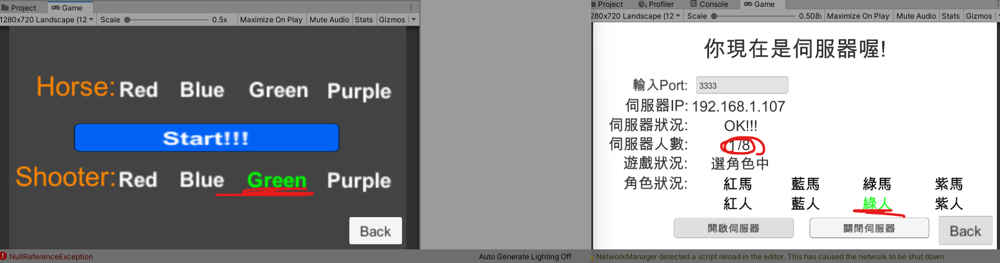 Project Game
1280x720 Landscape (12 Scale 0.5x Maximize On Play Mute Audio Stats Gizmos
Horse: Red Blue Green Purple
Start!!!
Shooter: Red Blue Green Purple
Back
NullReferenceException
Auto Generate Lighting Off
Project Profiler Console Game
280x720 Landscape (12 Scale 0.508x Maximize On Play Mute Audio Stats Gizmos
你現在是伺服器喔!
輸入Port: 3333
伺服器IP: 192.168.1.107
伺服器狀況: OK!!!
伺服器人數: 1/8
遊戲狀況: 選角色中
角色狀況: 紅馬 藍馬 綠馬 紫馬
紅人 藍人 綠人 紫人
開啟伺服器 關閉伺服器 Back
NetworkManager detected a script reload in the editor. This has caused the network to be shut down.